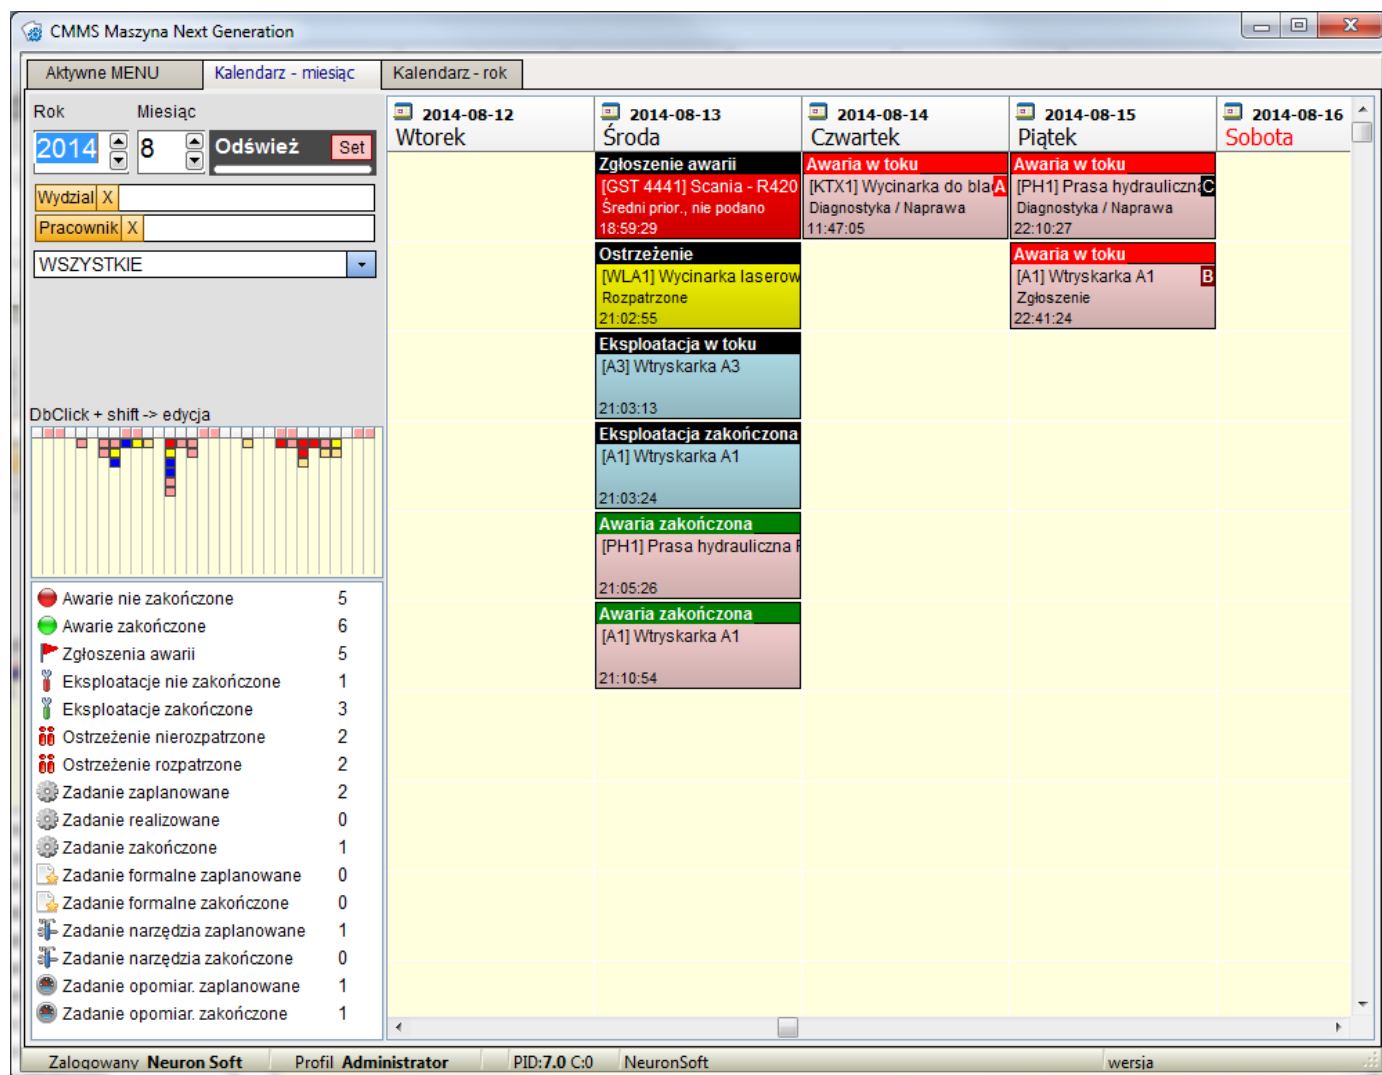 CMMS Maszyna Next Generation
Aktywne MENU
Kalendarz - miesiąc
Kalendarz - rok
Rok
Miesiąc
2014
8
Odśwież
Set
Wydzial X
Pracownik X
WSZYSTKIE
DbClick + shift -> edycja
Awarie nie zakończone 5
Awarie zakończone 6
Zgłoszenia awarii 5
Eksploatacje nie zakończone 1
Eksploatacje zakończone 3
Ostrzeżenie nierozpatrzone 2
Ostrzeżenie rozpatrzone 2
Zadanie zaplanowane 2
Zadanie realizowane 0
Zadanie zakończone 1
Zadanie formalne zaplanowane 0
Zadanie formalne zakończone 0
Zadanie narzędzia zaplanowane 1
Zadanie narzędzia zakończone 0
Zadanie opomiar. zaplanowane 1
Zadanie opomiar. zakończone 1
2014-08-12
Wtorek
2014-08-13
Środa
Zgłoszenie awarii
[GST 4441] Scania - R420
Średni prior., nie podano
18:59:29
Ostrzeżenie
[WLA1] Wycinarka laserow
Rozpatrzone
21:02:55
Eksploatacja w toku
[A3] Wtryskarka A3
21:03:13
Eksploatacja zakończona
[A1] Wtryskarka A1
21:03:24
Awaria zakończona
[PH1] Prasa hydrauliczna
21:05:26
Awaria zakończona
[A1] Wtryskarka A1
21:10:54
2014-08-14
Czwartek
Awaria w toku
[KTX1] Wycinarka do bla A
Diagnostyka / Naprawa
11:47:05
2014-08-15
Piątek
Awaria w toku
[PH1] Prasa hydrauliczna C
Diagnostyka / Naprawa
22:10:27
Awaria w toku
[A1] Wtryskarka A1 B
Zgłoszenie
22:41:24
2014-08-16
Sobota
Zalogowany Neuron Soft
Profil Administrator
PID:7.0 C:0
NeuronSoft
wersja